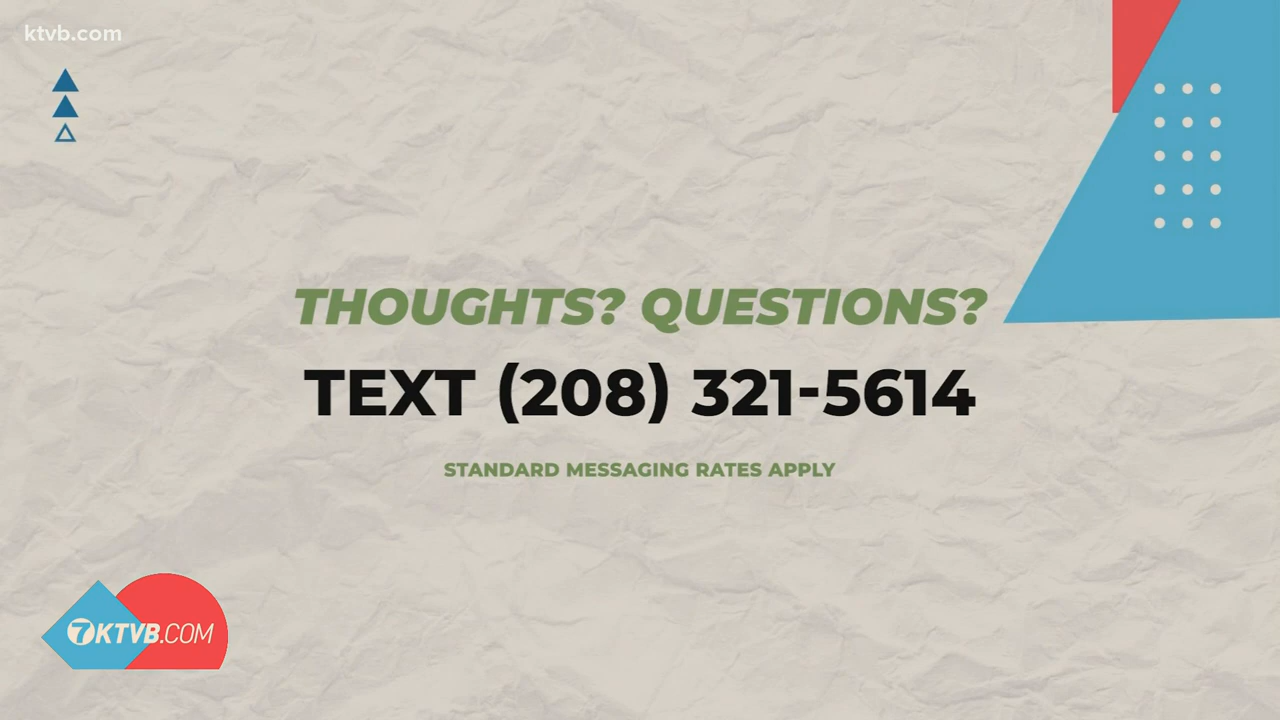 ktvb.com
THOUGHTS? QUESTIONS?
TEXT (208) 321-5614
STANDARD MESSAGING RATES APPLY
7KTVB.COM